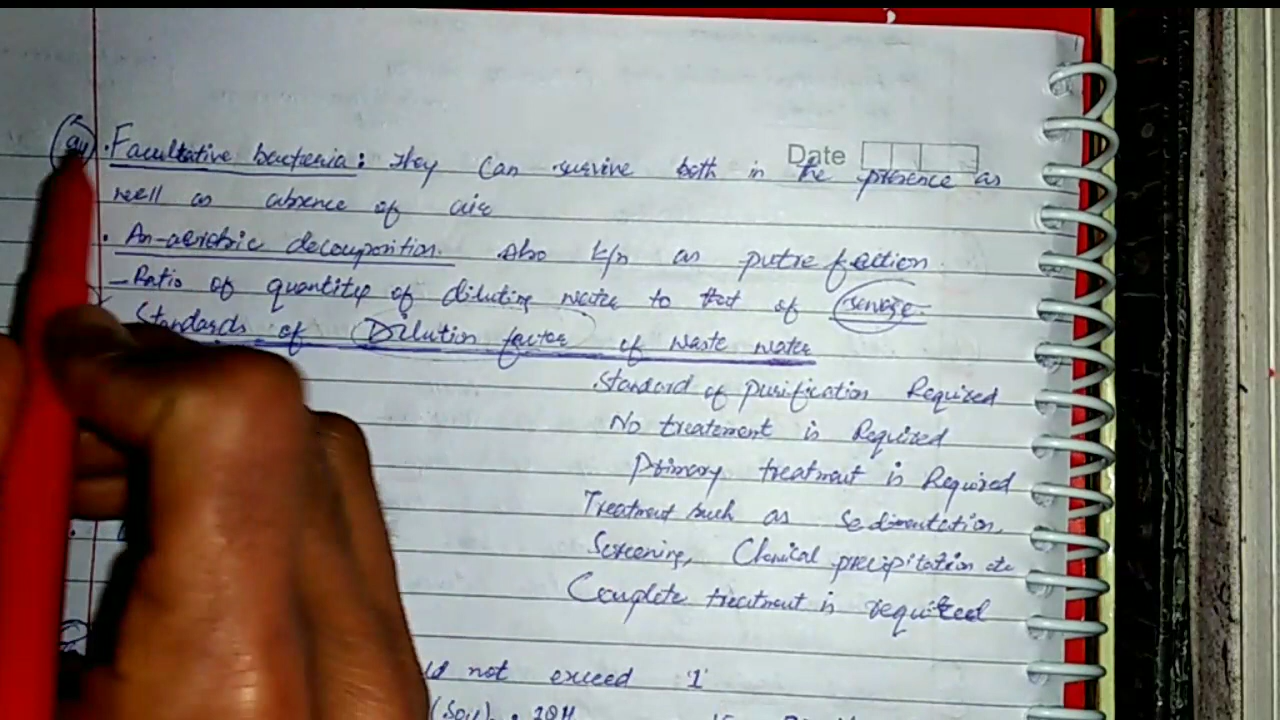 Date
Facultative bacteria: they can survive both in the presence as
well as absence of air
An-aerobic decomposition. Also k/n as putrefaction
- Ratio of quantity of diluting water to that of sewage.
Standards of Dilution factor of Waste water
Standard of purification Required
No treatement is Required
Primary treatment is Required
Treatment such as Sedimentation,
Screening, Chemical precipitation etc
Complete treatment is required
not exceed '1'